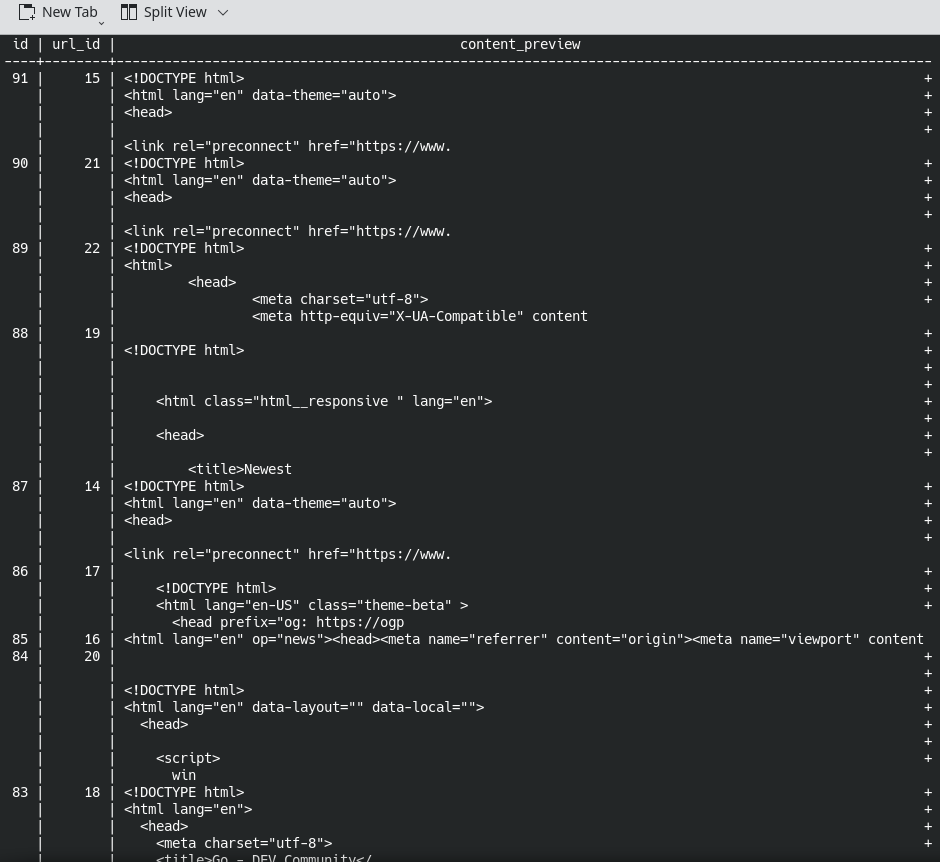 New Tab Split View
id | url_id | content_preview
----+--------+------------------------------------------------------------------------------------------------------
91 | 15 | <!DOCTYPE html> +
| | <html lang="en" data-theme="auto"> +
| | <head> +
| | +
| | <link rel="preconnect" href="https://www.
90 | 21 | <!DOCTYPE html> +
| | <html lang="en" data-theme="auto"> +
| | <head> +
| | +
| | <link rel="preconnect" href="https://www.
89 | 22 | <!DOCTYPE html> +
| | <html> +
| | <head> +
| | <meta charset="utf-8"> +
| | <meta http-equiv="X-UA-Compatible" content
88 | 19 | +
| | <!DOCTYPE html> +
| | +
| | +
| | <html class="html__responsive " lang="en"> +
| | +
| | <head> +
| | +
| | <title>Newest
87 | 14 | <!DOCTYPE html> +
| | <html lang="en" data-theme="auto"> +
| | <head> +
| | +
| | <link rel="preconnect" href="https://www.
86 | 17 | +
| | <!DOCTYPE html> +
| | <html lang="en-US" class="theme-beta" > +
| | <head prefix="og: https://ogp
85 | 16 | <html lang="en" op="news"><head><meta name="referrer" content="origin"><meta name="viewport" content
84 | 20 | +
| | +
| | <!DOCTYPE html> +
| | <html lang="en" data-layout="" data-local=""> +
| | <head> +
| | +
| | <script> +
| | win
83 | 18 | <!DOCTYPE html> +
| | <html lang="en"> +
| | <head> +
| | <meta charset="utf-8"> +
| | <title>Go - DEV Community</